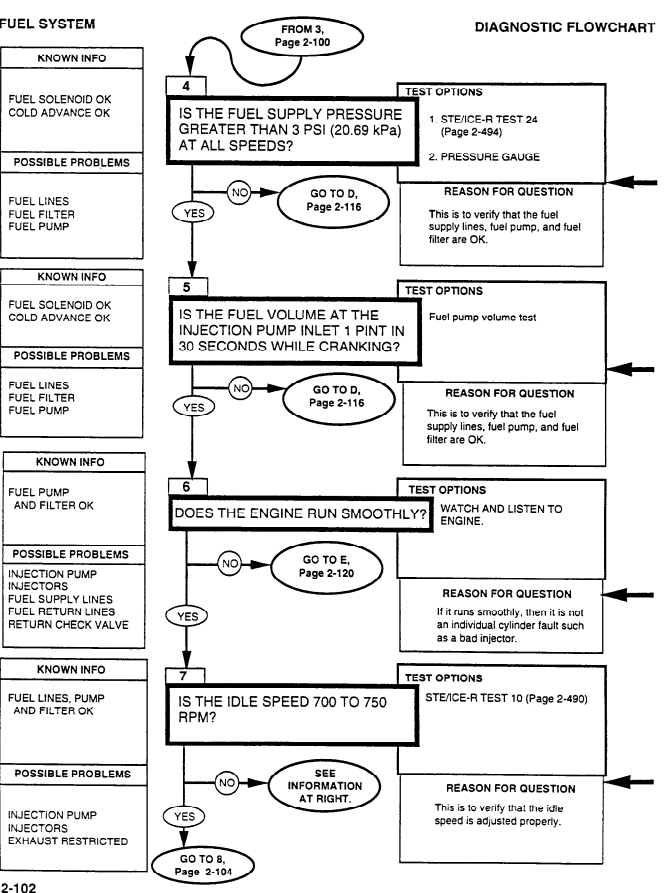 FUEL SYSTEM
DIAGNOSTIC FLOWCHART
FROM 3,
Page 2-100
KNOWN INFO
FUEL SOLENOID OK
COLD ADVANCE OK
POSSIBLE PROBLEMS
FUEL LINES
FUEL FILTER
FUEL PUMP
4
IS THE FUEL SUPPLY PRESSURE
GREATER THAN 3 PSI (20.69 kPa)
AT ALL SPEEDS?
NO
GO TO D,
Page 2-116
YES
TEST OPTIONS
1. STE/ICE-R TEST 24
(Page 2-494)
2. PRESSURE GAUGE
REASON FOR QUESTION
This is to verify that the fuel
supply lines, fuel pump, and fuel
filter are OK.
KNOWN INFO
FUEL SOLENOID OK
COLD ADVANCE OK
POSSIBLE PROBLEMS
FUEL LINES
FUEL FILTER
FUEL PUMP
5
IS THE FUEL VOLUME AT THE
INJECTION PUMP INLET 1 PINT IN
30 SECONDS WHILE CRANKING?
NO
GO TO D,
Page 2-116
YES
TEST OPTIONS
Fuel pump volume test
REASON FOR QUESTION
This is to verify that the fuel
supply lines, fuel pump, and fuel
filter are OK.
KNOWN INFO
FUEL PUMP
AND FILTER OK
POSSIBLE PROBLEMS
INJECTION PUMP
INJECTORS
FUEL SUPPLY LINES
FUEL RETURN LINES
RETURN CHECK VALVE
6
DOES THE ENGINE RUN SMOOTHLY?
NO
GO TO E,
Page 2-120
YES
TEST OPTIONS
WATCH AND LISTEN TO
ENGINE.
REASON FOR QUESTION
If it runs smoothly, then it is not
an individual cylinder fault such
as a bad injector.
KNOWN INFO
FUEL LINES, PUMP
AND FILTER OK
POSSIBLE PROBLEMS
INJECTION PUMP
INJECTORS
EXHAUST RESTRICTED
7
IS THE IDLE SPEED 700 TO 750
RPM?
NO
SEE
INFORMATION
AT RIGHT.
YES
GO TO 8,
Page 2-104
TEST OPTIONS
STE/ICE-R TEST 10 (Page 2-490)
REASON FOR QUESTION
This is to verify that the idle
speed is adjusted properly.
2-102